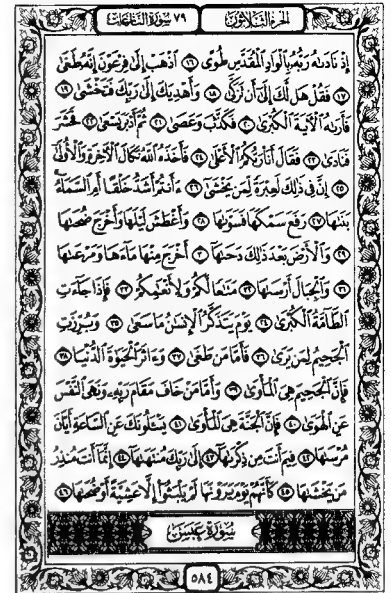 الجزء الثلاثون ٧٩ سورة النازعات
إِذْ نَادَىٰهُ رَبُّهُۥ بِٱلْوَادِ ٱلْمُقَدَّسِ طُوًى ١٦ ٱذْهَبْ إِلَىٰ فِرْعَوْنَ إِنَّهُۥ طَغَىٰ
١٧ فَقُلْ هَل لَّكَ إِلَىٰٓ أَن تَزَكَّىٰ ١٨ وَأَهْدِيَكَ إِلَىٰ رَبِّكَ فَتَخْشَىٰ ١٩
فَأَرَىٰهُ ٱلْـَٔايَةَ ٱلْكُبْرَىٰ ٢٠ فَكَذَّبَ وَعَصَىٰ ٢١ ثُمَّ أَدْبَرَ يَسْعَىٰ ٢٢ فَحَشَرَ
فَنَادَىٰ ٢٣ فَقَالَ أَنَا۠ رَبُّكُمُ ٱلْأَعْلَىٰ ٢٤ فَأَخَذَهُ ٱللَّهُ نَكَالَ ٱلْـَٔاخِرَةِ وَٱلْأُولَىٰٓ
٢٥ إِنَّ فِى ذَٰلِكَ لَعِبْرَةً لِّمَن يَخْشَىٰٓ ٢٦ ءَأَنتُمْ أَشَدُّ خَلْقًا أَمِ ٱلسَّمَآءُ
بَنَىٰهَا ٢٧ رَفَعَ سَمْكَهَا فَسَوَّىٰهَا ٢٨ وَأَغْطَشَ لَيْلَهَا وَأَخْرَجَ ضُحَىٰهَا
٢٩ وَٱلْأَرْضَ بَعْدَ ذَٰلِكَ دَحَىٰهَآ ٣٠ أَخْرَجَ مِنْهَا مَآءَهَا وَمَرْعَىٰهَا
٣١ وَٱلْجِبَالَ أَرْسَىٰهَا ٣٢ مَتَٰعًا لَّكُمْ وَلِأَنْعَٰمِكُمْ ٣٣ فَإِذَا جَآءَتِ
ٱلطَّآمَّةُ ٱلْكُبْرَىٰ ٣٤ يَوْمَ يَتَذَكَّرُ ٱلْإِنسَٰنُ مَا سَعَىٰ ٣٥ وَبُرِّزَتِ
ٱلْجَحِيمُ لِمَن يَرَىٰ ٣٦ فَأَمَّا مَن طَغَىٰ ٣٧ وَءَاثَرَ ٱلْحَيَوٰةَ ٱلدُّنْيَا ٣٨
فَإِنَّ ٱلْجَحِيمَ هِىَ ٱلْمَأْوَىٰ ٣٩ وَأَمَّا مَنْ خَافَ مَقَامَ رَبِّهِۦ وَنَهَى ٱلنَّفْسَ
عَنِ ٱلْهَوَىٰ ٤٠ فَإِنَّ ٱلْجَنَّةَ هِىَ ٱلْمَأْوَىٰ ٤١ يَسْـَٔلُونَكَ عَنِ ٱلسَّاعَةِ أَيَّانَ
مُرْسَىٰهَا ٤٢ فِيمَ أَنتَ مِن ذِكْرَىٰهَآ ٤٣ إِلَىٰ رَبِّكَ مُنتَهَىٰهَآ ٤٤ إِنَّمَآ أَنتَ مُنذِرُ
مَن يَخْشَىٰهَا ٤٥ كَأَنَّهُمْ يَوْمَ يَرَوْنَهَا لَمْ يَلْبَثُوٓا۟ إِلَّا عَشِيَّةً أَوْ ضُحَىٰهَا ٤٦
سورة عبس
٥٨٤